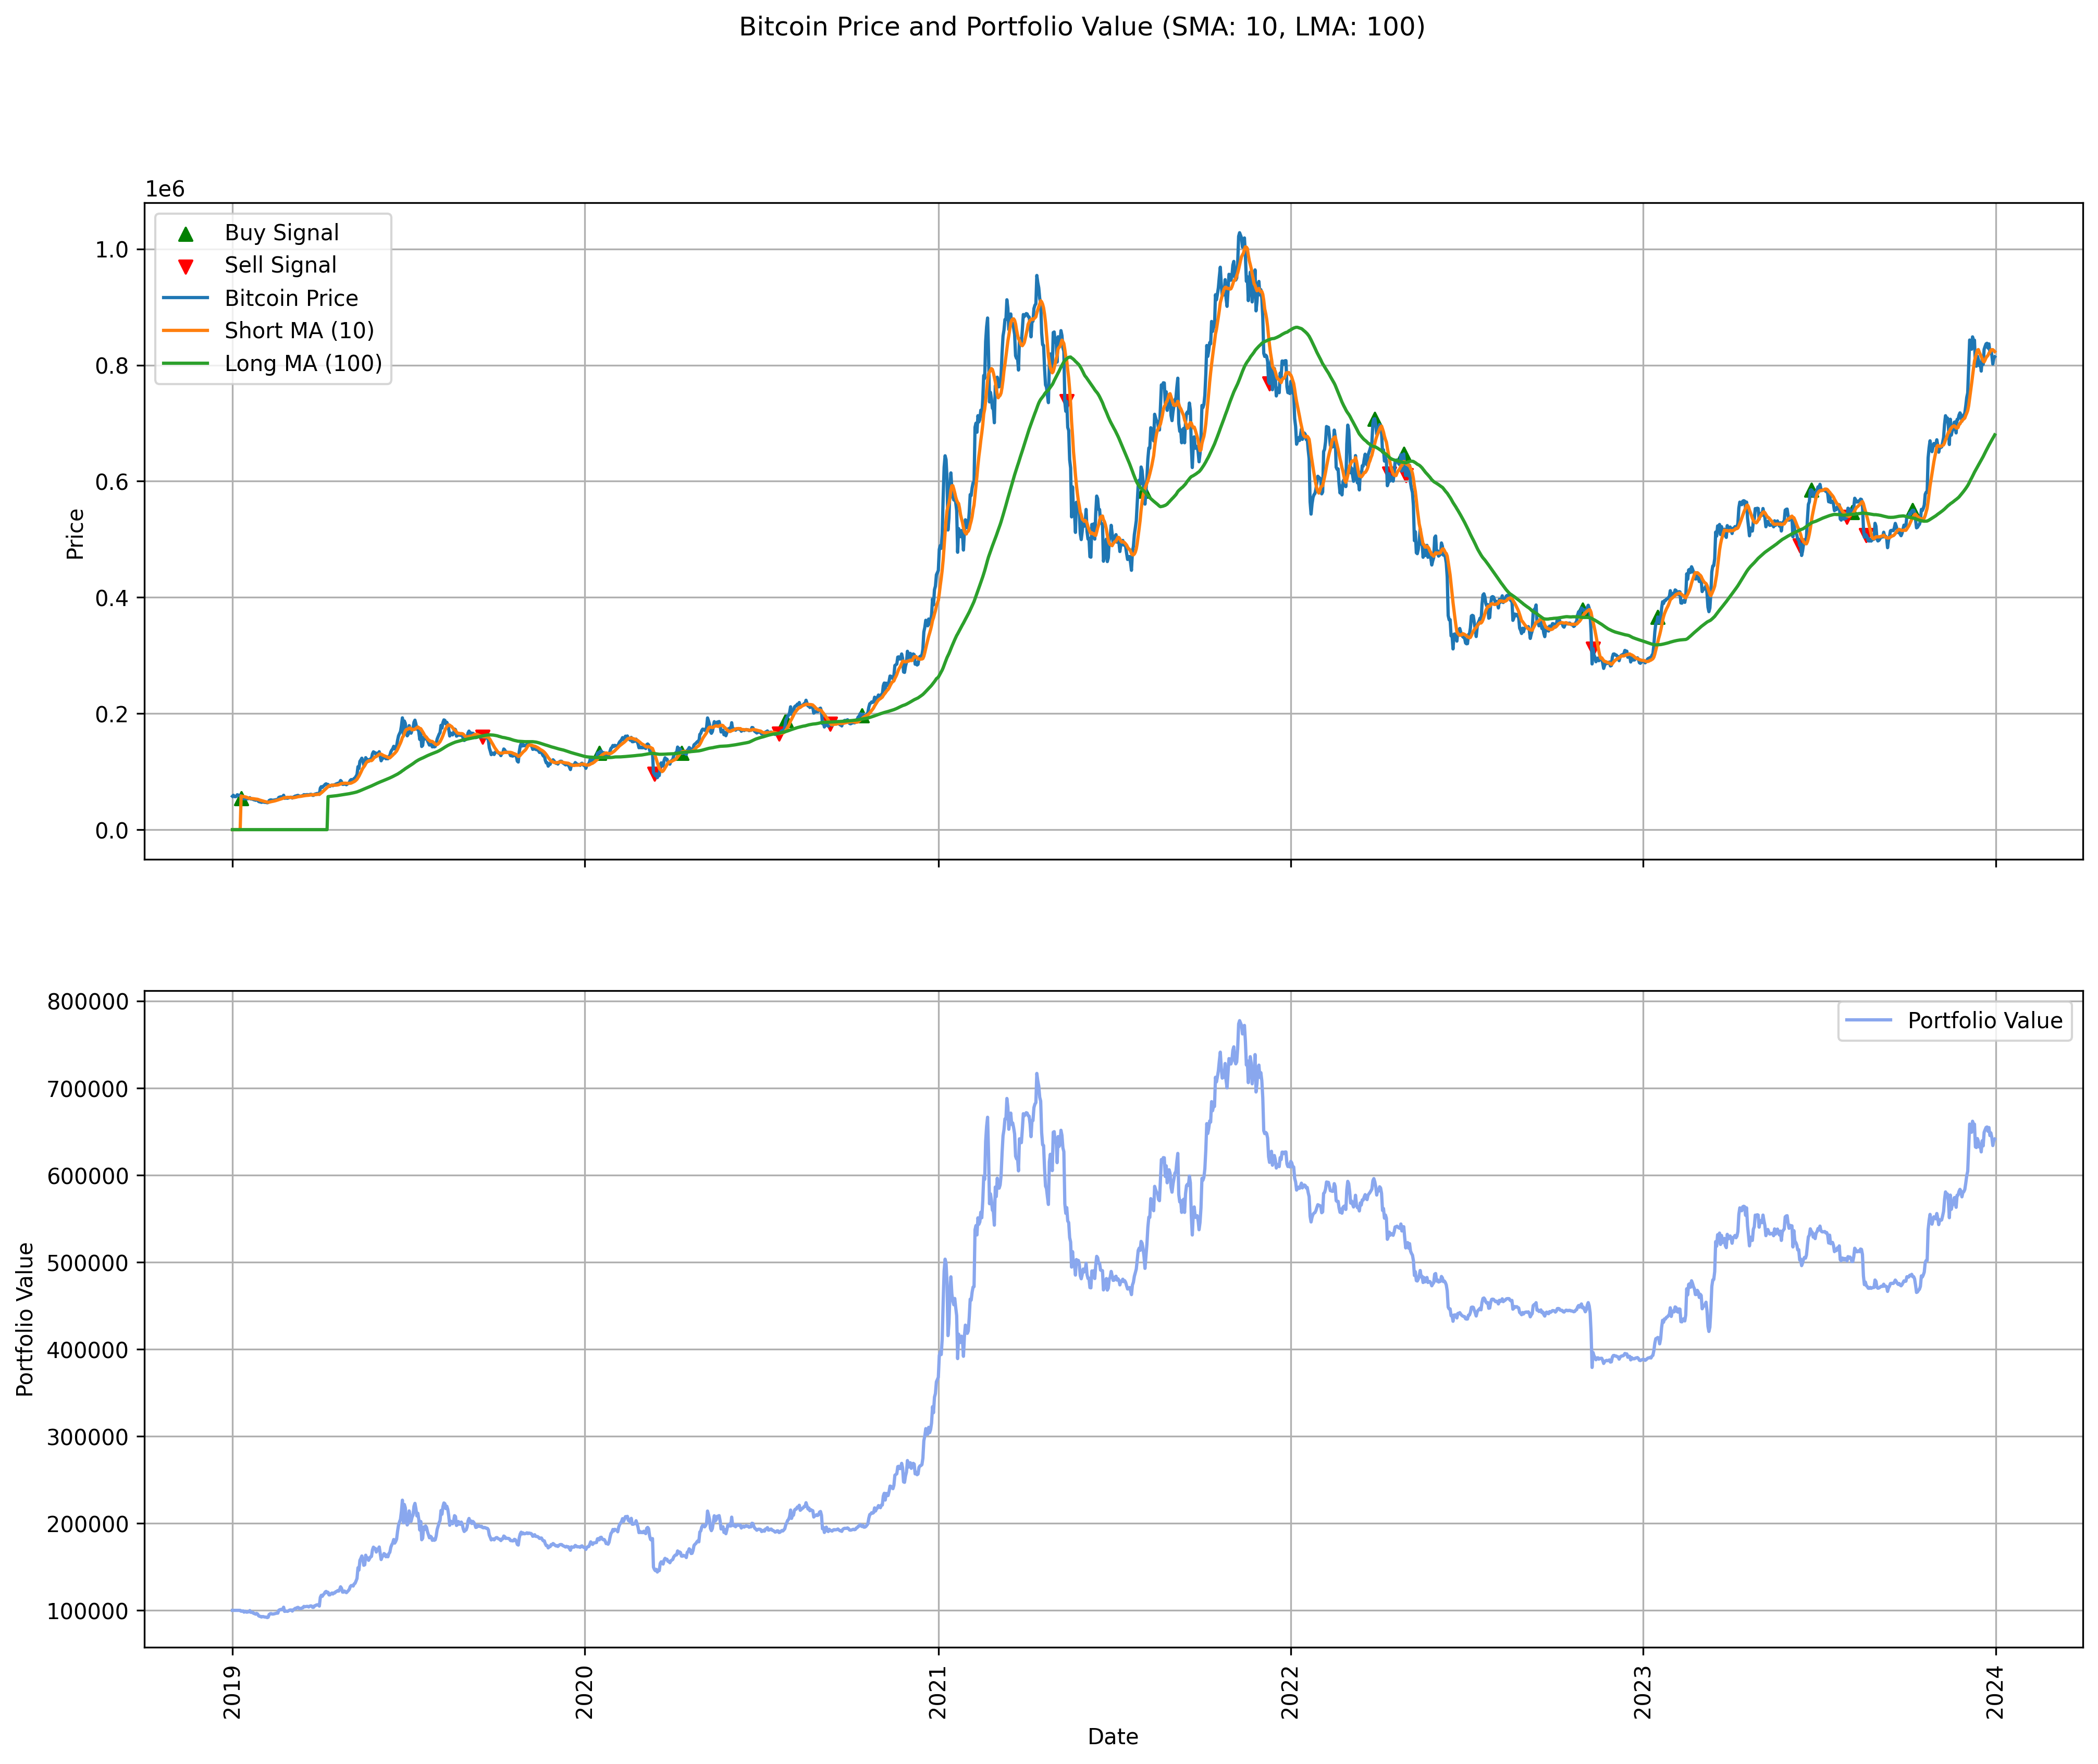 Bitcoin Price and Portfolio Value (SMA: 10, LMA: 100)
1e6
Buy Signal
Sell Signal
Bitcoin Price
Short MA (10)
Long MA (100)
1.0
0.8
0.6
0.4
0.2
0.0
Price
800000
700000
600000
500000
400000
300000
200000
100000
Portfolio Value
Portfolio Value
2019
2020
2021
2022
2023
2024
Date